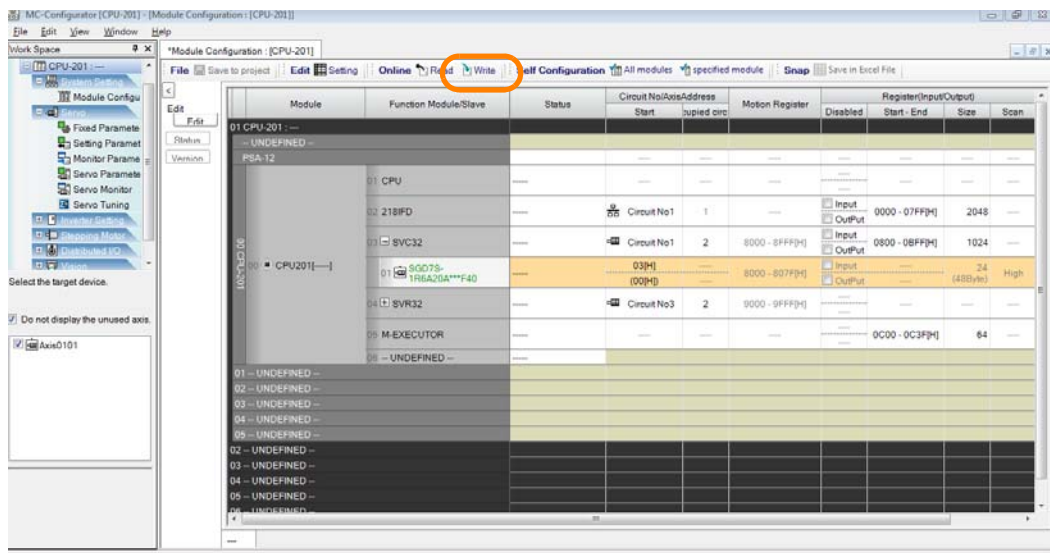 MC-Configurator [CPU-201] - [Module Configuration : [CPU-201]]
File Edit View Window Help
Work Space
*Module Configuration : [CPU-201]
CPU-201 : ---
System Setting
Module Configu
Servo
Fixed Paramete
Setting Paramet
Monitor Parame
Servo Paramete
Servo Monitor
Servo Tuning
Inverter Setting
Stepping Motor
Distributed I/O
Vision
Select the target device.
Do not display the unused axis.
Axis0101
File Save to project Edit Setting Online Read Write Self Configuration All modules specified module Snap Save in Excel File
<
Edit
Edit
Status
Version
Module Function Module/Slave Status Circuit No/AxisAddress Motion Register Register(Input/Output)
Start Disabled Start - End Size Scan
01 CPU-201 : ---
-- UNDEFINED --
PSA-12
00 CPU-201
00 CPU201[----]
01 CPU
02 218IFD Circuit No1 1 Input OutPut 0000 - 07FF[H] 2048
03 SVC32 Circuit No1 2 8000 - 8FFF[H] Input OutPut 0800 - 0BFF[H] 1024
01 SGD7S-1R6A20A***F40 03[H] (00[H]) 8000 - 807F[H] Input OutPut 24 (48Byte) High
04 SVR32 Circuit No3 2 9000 - 9FFF[H]
05 M-EXECUTOR 0C00 - 0C3F[H] 64
06 -- UNDEFINED --
01 -- UNDEFINED --
02 -- UNDEFINED --
03 -- UNDEFINED --
04 -- UNDEFINED --
05 -- UNDEFINED --
02 -- UNDEFINED --
03 -- UNDEFINED --
04 -- UNDEFINED --
05 -- UNDEFINED --
06 -- UNDEFINED --
---